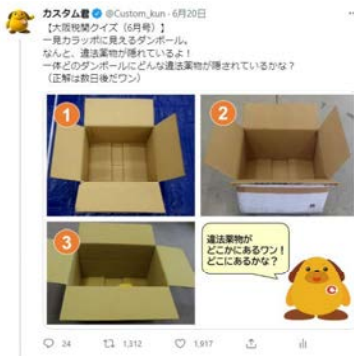 カスタム君 @Custom_kun・6月20日
【大阪税関クイズ（6月号）】
一見カラッポに見えるダンボール。
なんと、違法薬物が隠れているよ！
一体どのダンボールにどんな違法薬物が隠されているかな？
（正解は数日後だワン）
1
2
3
違法薬物が
どこかにあるワン！
どこにあるかな？
24 1,312 1,917